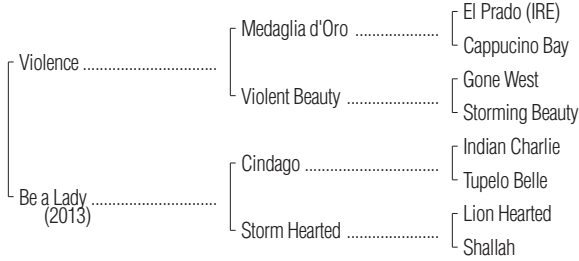 El Prado (IRE)
Medaglia d'Oro ....................
Cappucino Bay
Violence ................................
Gone West
Violent Beauty ......................
Storming Beauty
Indian Charlie
Cindago ................................
Tupelo Belle
Be a Lady ..............................
(2013)
Lion Hearted
Storm Hearted ......................
Shallah